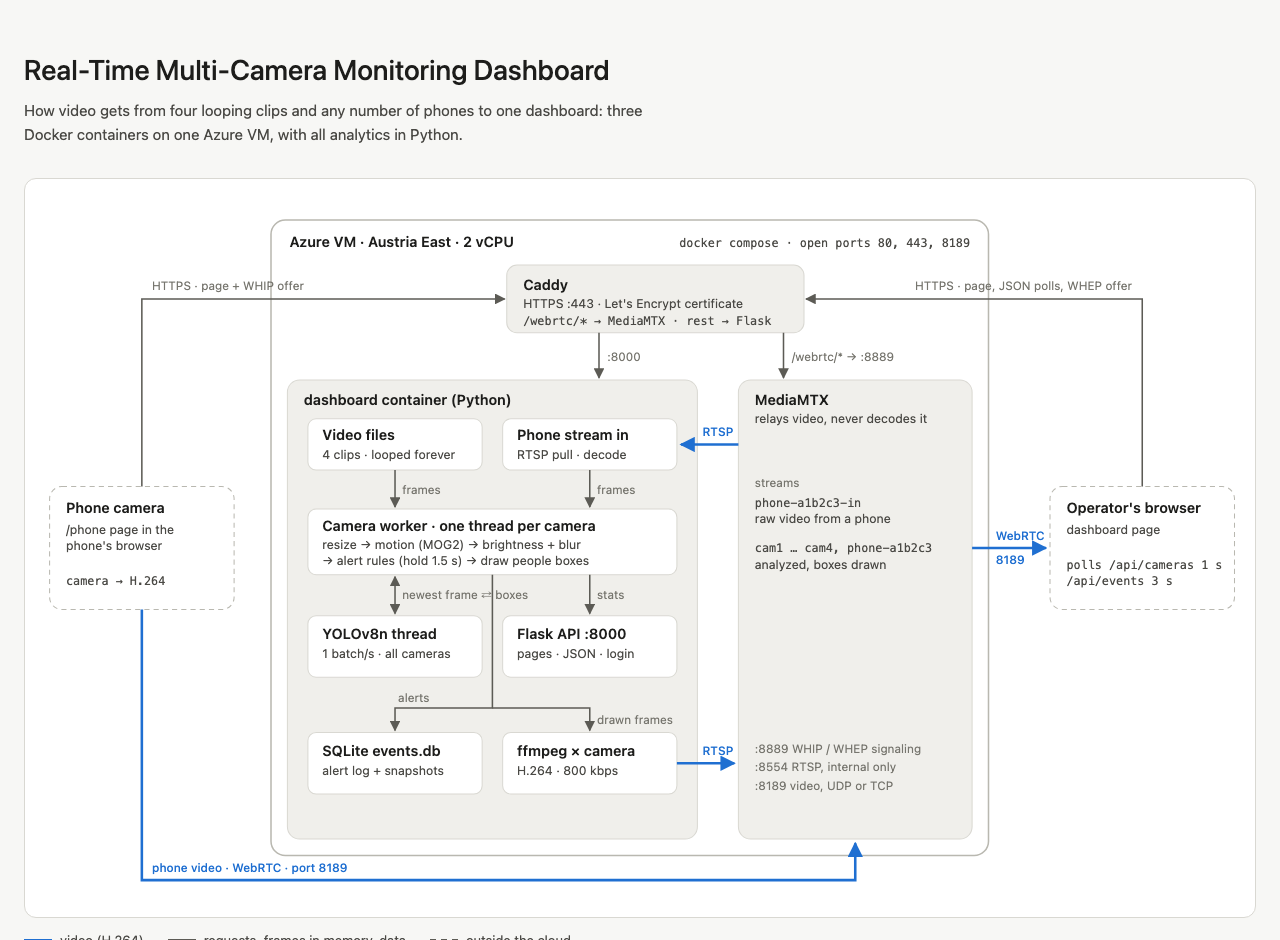 Real-Time Multi-Camera Monitoring Dashboard
How video gets from four looping clips and any number of phones to one dashboard: three
Docker containers on one Azure VM, with all analytics in Python.
Azure VM · Austria East · 2 vCPU
docker compose · open ports 80, 443, 8189
HTTPS · page + WHIP offer
Caddy
HTTPS :443 · Let's Encrypt certificate
/webrtc/* → MediaMTX · rest → Flask
HTTPS · page, JSON polls, WHEP offer
:8000
/webrtc/* → :8889
dashboard container (Python)
Video files
4 clips · looped forever
Phone stream in
RTSP pull · decode
RTSP
MediaMTX
relays video, never decodes it
frames
frames
streams
phone-a1b2c3-in
raw video from a phone
cam1 … cam4, phone-a1b2c3
analyzed, boxes drawn
Phone camera
/phone page in the
phone's browser
camera → H.264
Camera worker · one thread per camera
resize → motion (MOG2) → brightness + blur
→ alert rules (hold 1.5 s) → draw people boxes
WebRTC
8189
Operator's browser
dashboard page
polls /api/cameras 1 s
/api/events 3 s
newest frame ⇄ boxes
stats
YOLOv8n thread
1 batch/s · all cameras
Flask API :8000
pages · JSON · login
alerts
drawn frames
SQLite events.db
alert log + snapshots
ffmpeg × camera
H.264 · 800 kbps
RTSP
:8889 WHIP / WHEP signaling
:8554 RTSP, internal only
:8189 video, UDP or TCP
phone video · WebRTC · port 8189
video (H.264)
requests, frames in memory, data
outside the cloud